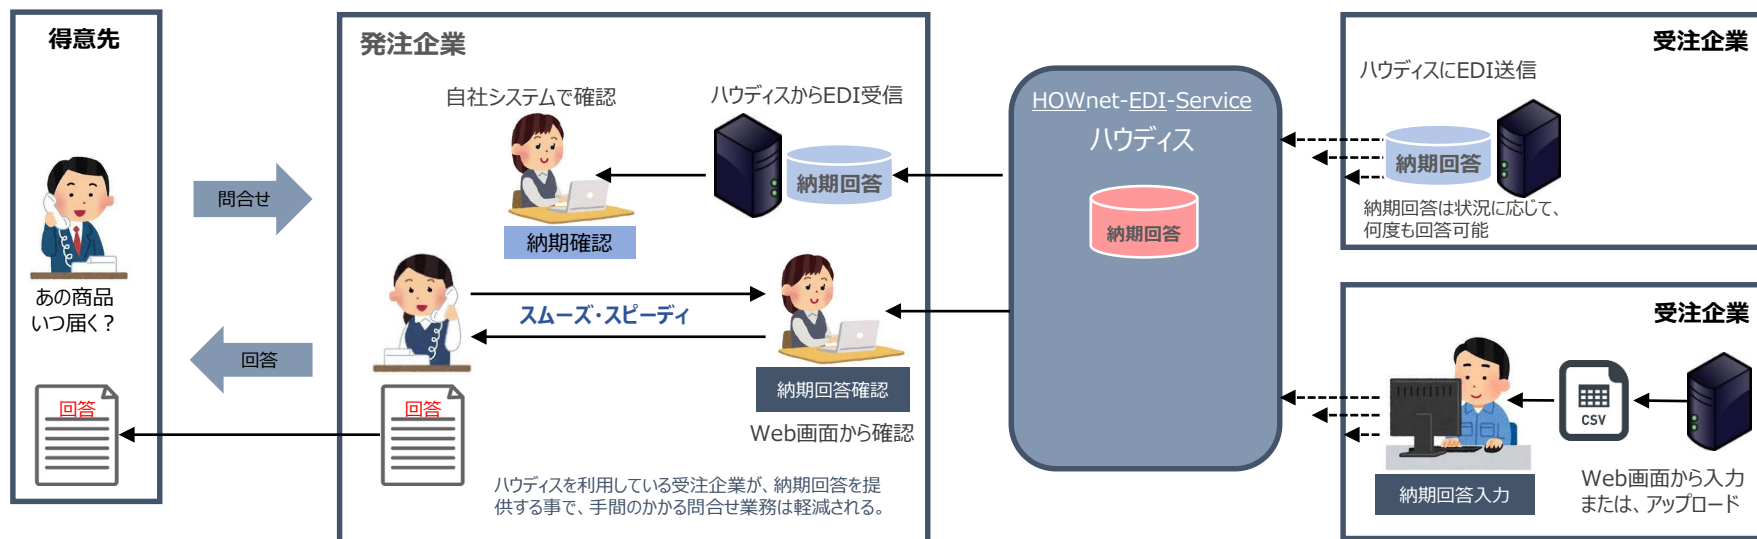 得意先
問合せ
あの商品
いつ届く？
回答
回答
発注企業
自社システムで確認
ハウディスからEDI受信
納期回答
納期確認
スムーズ・スピーディ
納期回答確認
Web画面から確認
回答
ハウディスを利用している受注企業が、納期回答を提
供する事で、手間のかかる問合せ業務は軽減される。
HOWnet-EDI-Service
ハウディス
納期回答
受注企業
ハウディスにEDI送信
納期回答
納期回答は状況に応じて、
何度も回答可能
受注企業
CSV
納期回答入力
Web画面から入力
または、アップロード